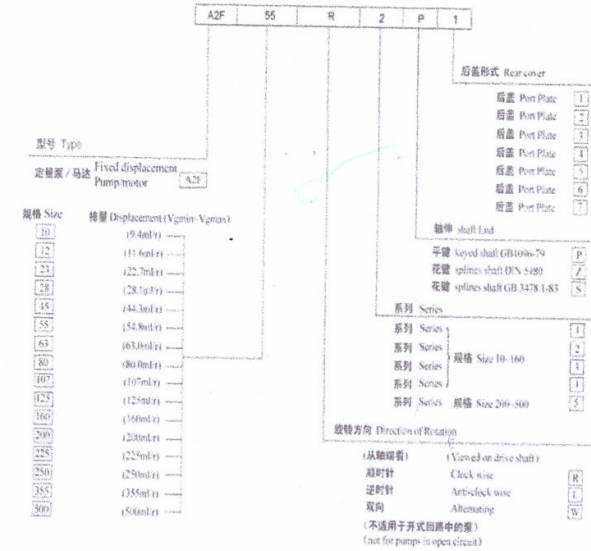 A2F 55 R 2 P 1
后盖形式 Rear cover
后盖 Port Plate 1
后盖 Port Plate 2
后盖 Port Plate 3
后盖 Port Plate 4
后盖 Port Plate 5
后盖 Port Plate 6
后盖 Port Plate 7
型号 Type
定量泵/马达 Fixed displacement
Pump/motor A2F
轴伸 shaft End
平键 keyed shaft GB1096-79 P
花键 splines shaft DIN 5480 Z
花键 splines shaft GB 3478.1-83 S
规格 Size 排量 Displacement (Vgmin-Vgmax)
10 (9.4ml/r)
12 (11.6ml/r)
23 (22.7ml/r)
28 (28.1ml/r)
45 (44.3ml/r)
55 (54.8ml/r)
63 (63.0ml/r)
80 (80.0ml/r)
107 (107ml/r)
125 (125ml/r)
160 (160ml/r)
200 (200ml/r)
225 (225ml/r)
250 (250ml/r)
355 (355ml/r)
500 (500ml/r)
系列 Series
系列 Series 1
系列 Series 2
规格 Size 10-160
系列 Series 3
系列 Series 4
系列 Series 规格 Size 200-500 5
旋转方向 Direction of Rotation
(从轴端看) (Viewed on drive shaft)
顺时针 Clock wise R
逆时针 Anti-clock wise L
双向 Alternating W
(不适用于开式回路中的泵)
(not for pumps in open circuit)